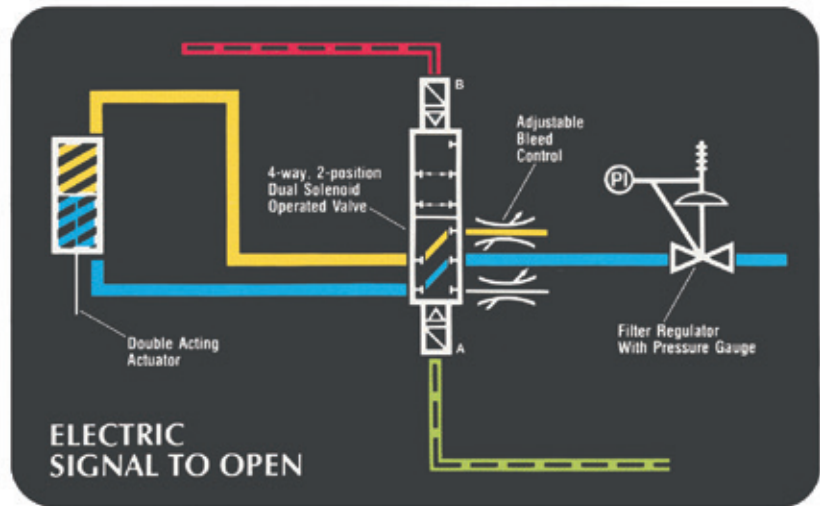 B
Adjustable
Bleed
Control
4-way, 2-position
Dual Solenoid
Operated Valve
PI
Double Acting
Actuator
A
Filter Regulator
With Pressure Gauge
ELECTRIC
SIGNAL TO OPEN